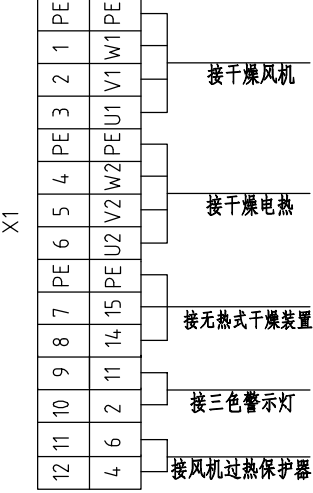 X1
PE PE
1 W1
2 V1
3 U1
接干燥风机
PE PE
4 W2
5 V2
6 U2
接干燥电热
PE PE
7 15
8 14
接无热式干燥装置
9 11
10 2
接三色警示灯
11 6
12 4
接风机过热保护器